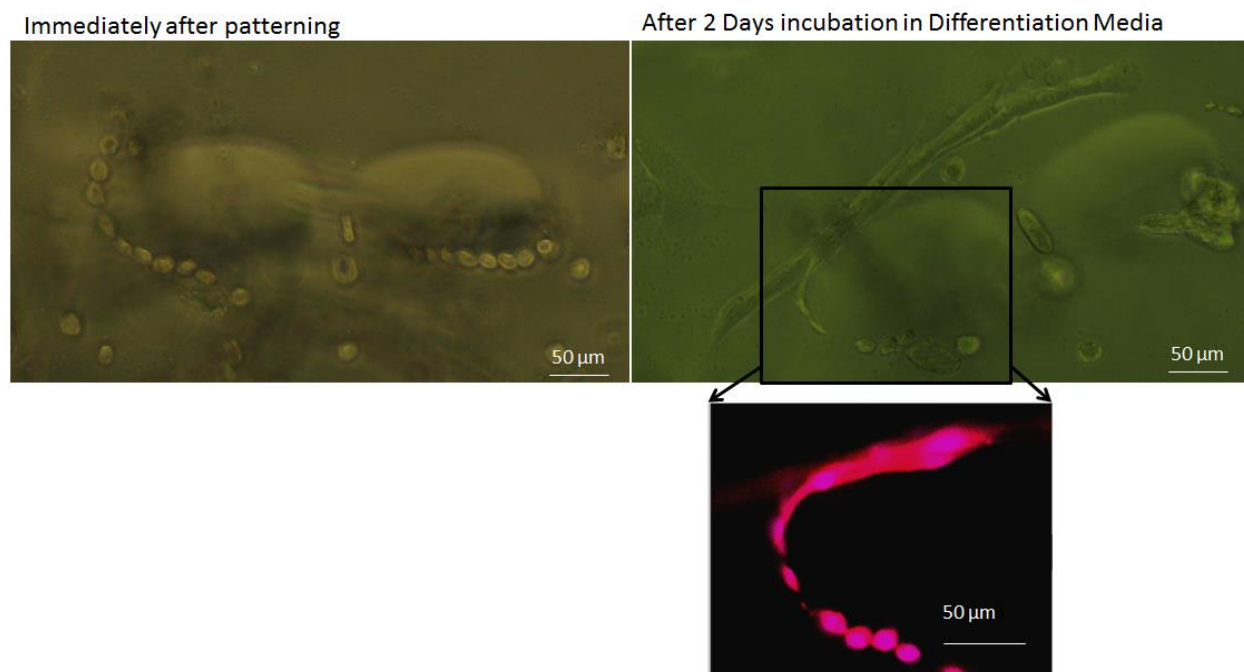 Immediately after patterning
After 2 Days incubation in Differentiation Media
50 µm
50 µm
50 µm